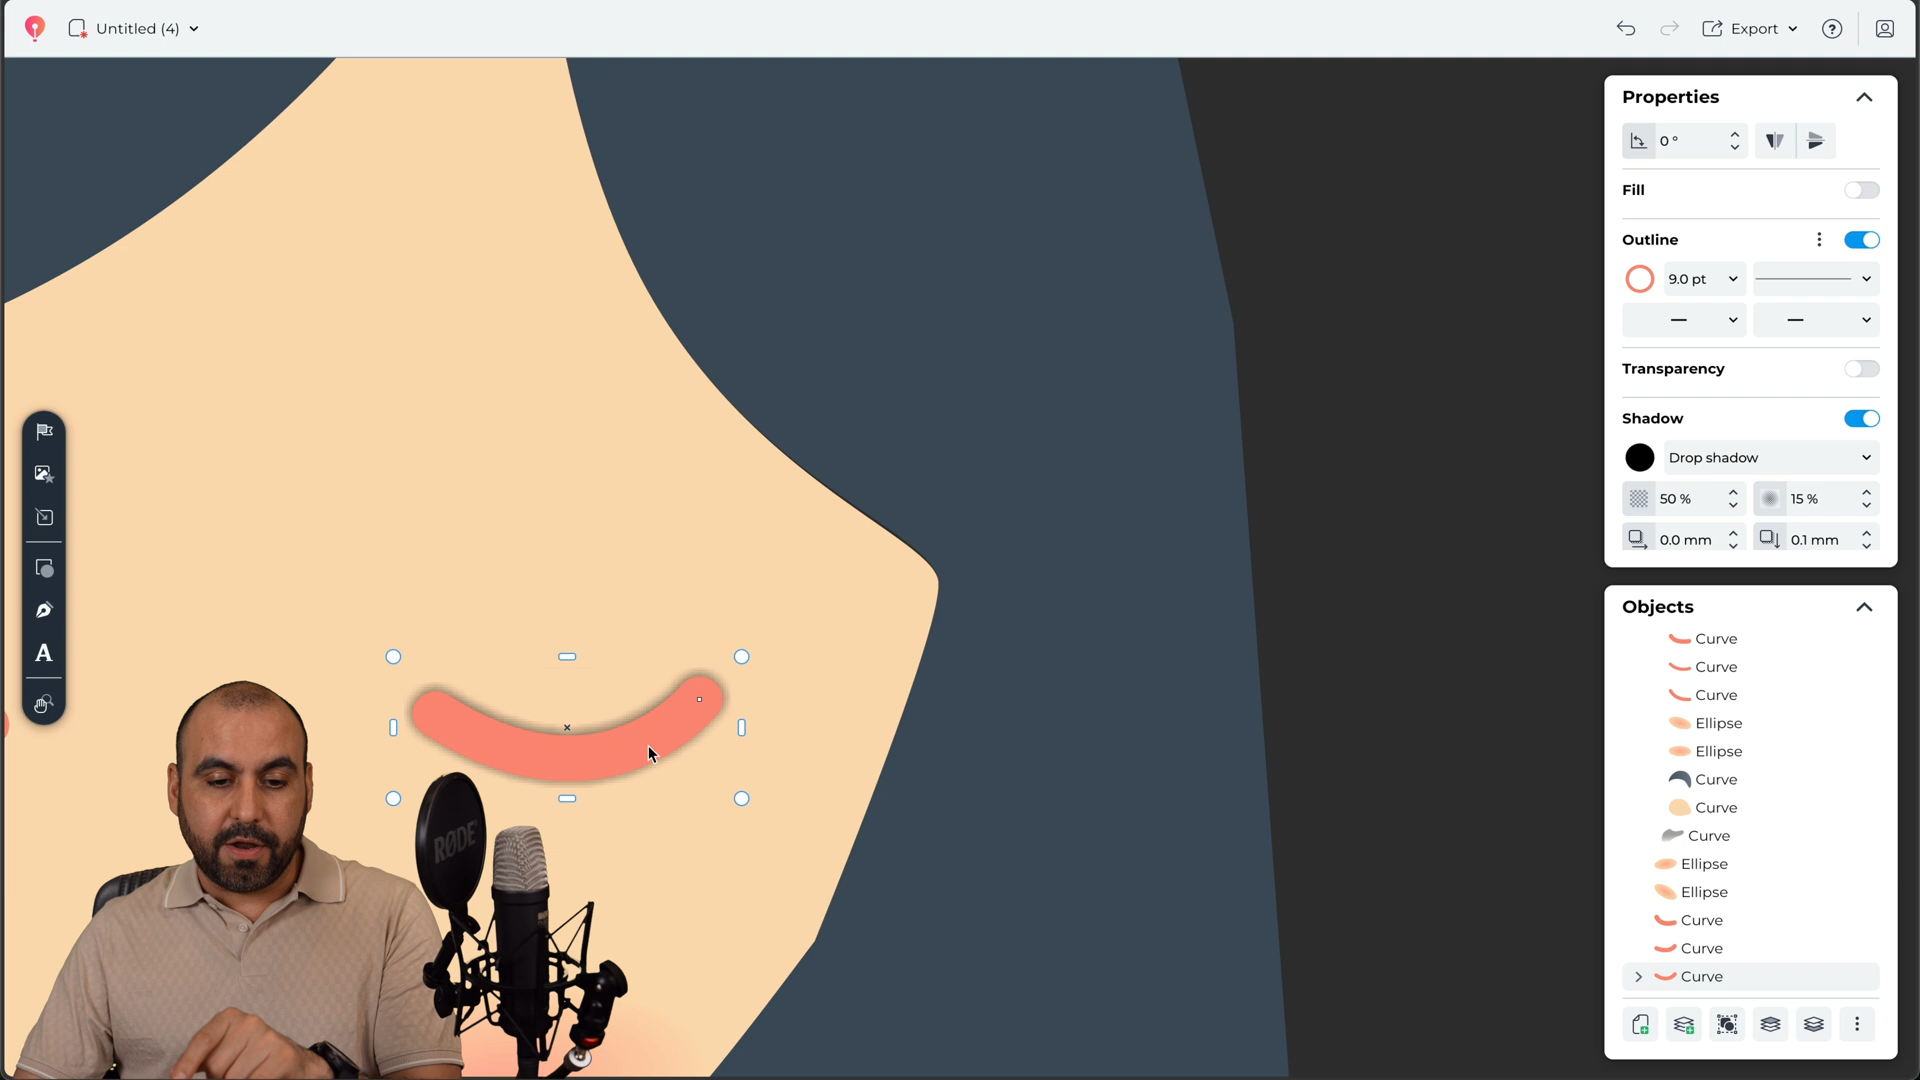 Untitled (4)
Export
Properties
0 °
Fill
Outline
9.0 pt
Transparency
Shadow
Drop shadow
50 %
15 %
0.0 mm
0.1 mm
A
Objects
Curve
Curve
Curve
Ellipse
Ellipse
Curve
Curve
Curve
Ellipse
Ellipse
Curve
Curve
Curve
RØDE